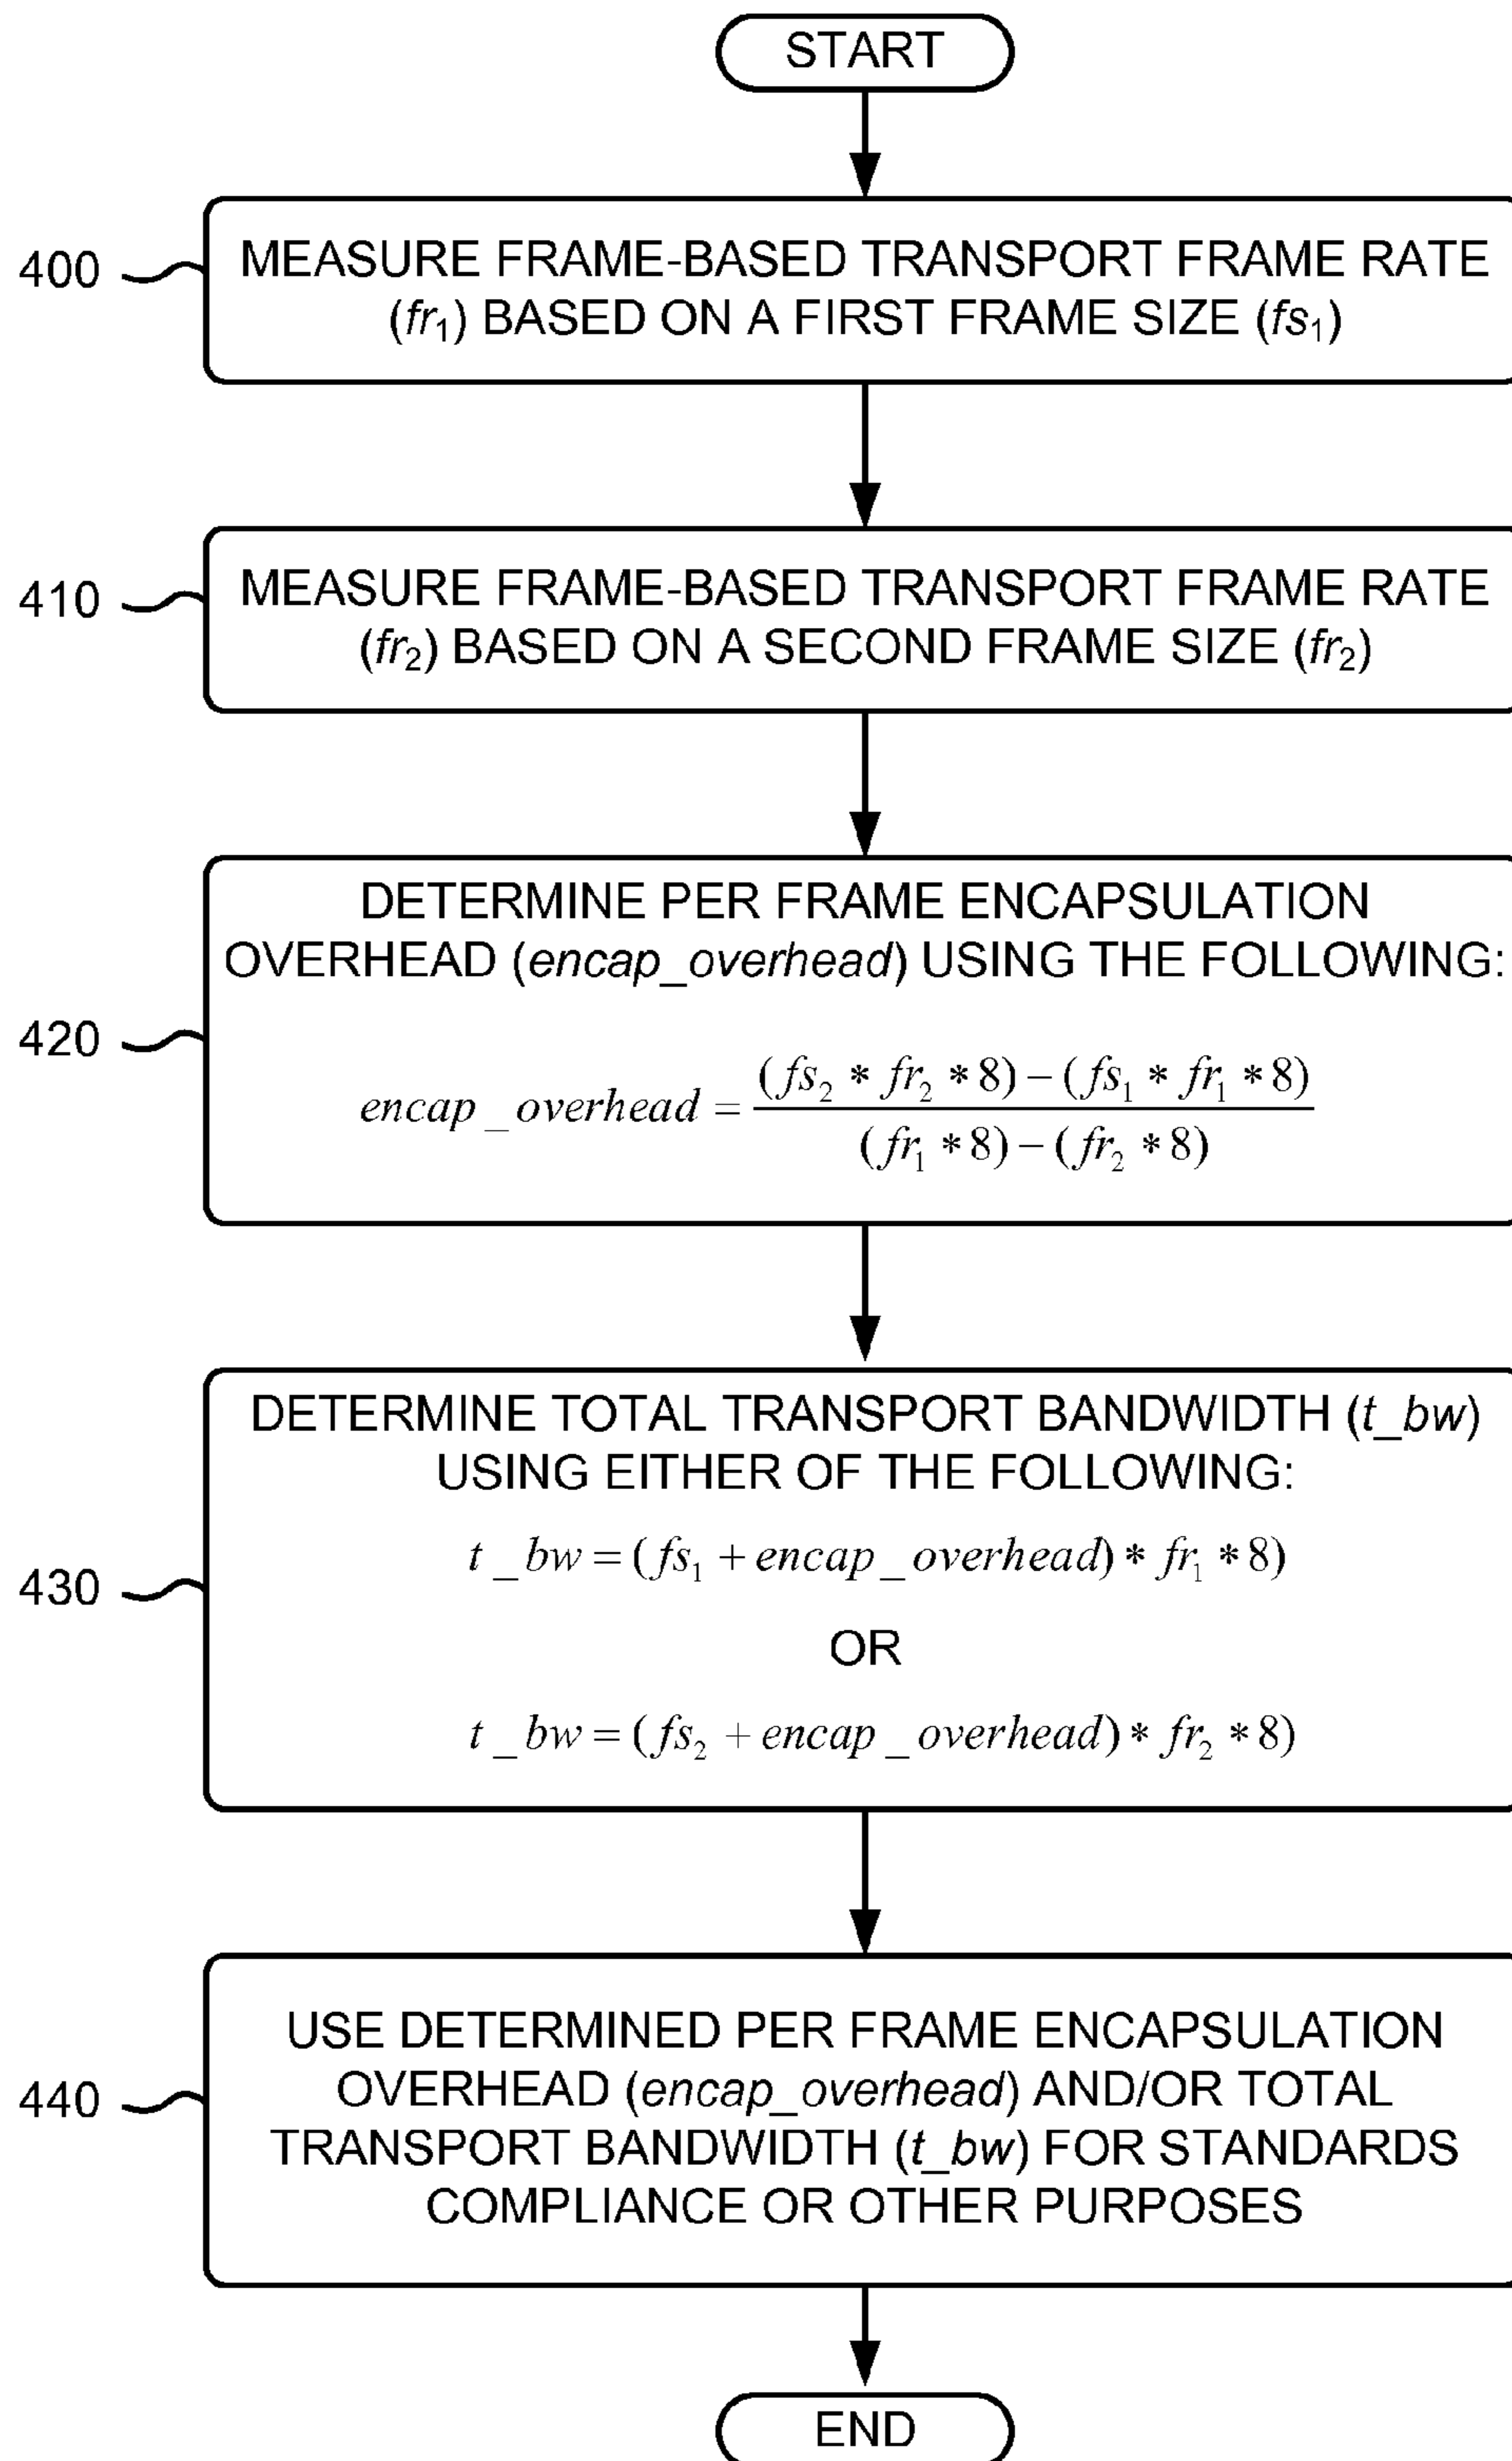 START
400
MEASURE FRAME-BASED TRANSPORT FRAME RATE
(fr₁) BASED ON A FIRST FRAME SIZE (fs₁)
410
MEASURE FRAME-BASED TRANSPORT FRAME RATE
(fr₂) BASED ON A SECOND FRAME SIZE (fr₂)
420
DETERMINE PER FRAME ENCAPSULATION
OVERHEAD (encap_overhead) USING THE FOLLOWING:
encap_overhead = ((fs₂ * fr₂ * 8) – (fs₁ * fr₁ * 8)) / ((fr₁ * 8) – (fr₂ * 8))
430
DETERMINE TOTAL TRANSPORT BANDWIDTH (t_bw)
USING EITHER OF THE FOLLOWING:
t_bw = (fs₁ + encap_overhead) * fr₁ * 8)
OR
t_bw = (fs₂ + encap_overhead) * fr₂ * 8)
440
USE DETERMINED PER FRAME ENCAPSULATION
OVERHEAD (encap_overhead) AND/OR TOTAL
TRANSPORT BANDWIDTH (t_bw) FOR STANDARDS
COMPLIANCE OR OTHER PURPOSES
END